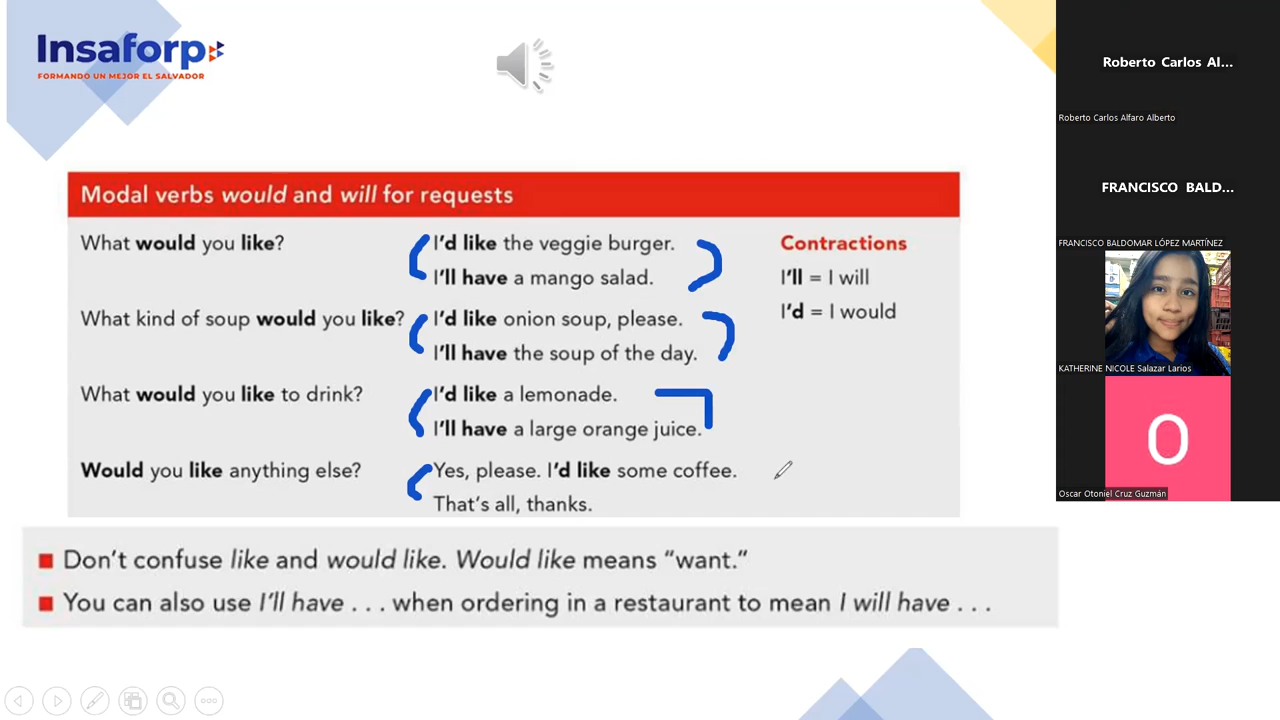 Insaforp
FORMANDO UN MEJOR EL SALVADOR
Modal verbs would and will for requests
What would you like?
I'd like the veggie burger.
I'll have a mango salad.
What kind of soup would you like?
I'd like onion soup, please.
I'll have the soup of the day.
What would you like to drink?
I'd like a lemonade.
I'll have a large orange juice.
Would you like anything else?
Yes, please. I'd like some coffee.
That's all, thanks.
Contractions
I'll = I will
I'd = I would
Don't confuse like and would like. Would like means “want.”
You can also use I'll have . . . when ordering in a restaurant to mean I will have . . .
Roberto Carlos Al...
Roberto Carlos Alfaro Alberto
FRANCISCO BALD...
FRANCISCO BALDOMAR LÓPEZ MARTÍNEZ
KATHERINE NICOLE Salazar Larios
O
Oscar Otoniel Cruz Guzmán